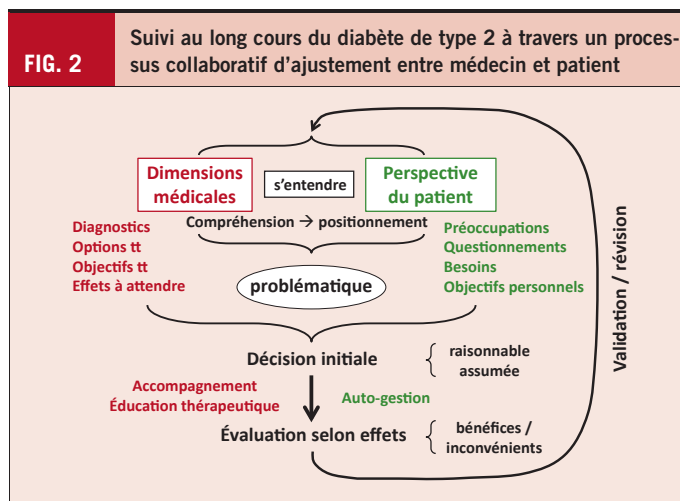 FIG. 2
Suivi au long cours du diabète de type 2 à travers un proces-
sus collaboratif d'ajustement entre médecin et patient
Dimensions
médicales
s'entendre
Perspective
du patient
Compréhension → positionnement
Diagnostics
Options tt
Objectifs tt
Effets à attendre
problématique
Préoccupations
Questionnements
Besoins
Objectifs personnels
Décision initiale
raisonnable
assumée
Accompagnement
Éducation thérapeutique
Auto-gestion
Évaluation selon effets
bénéfices /
inconvénients
Validation / révision